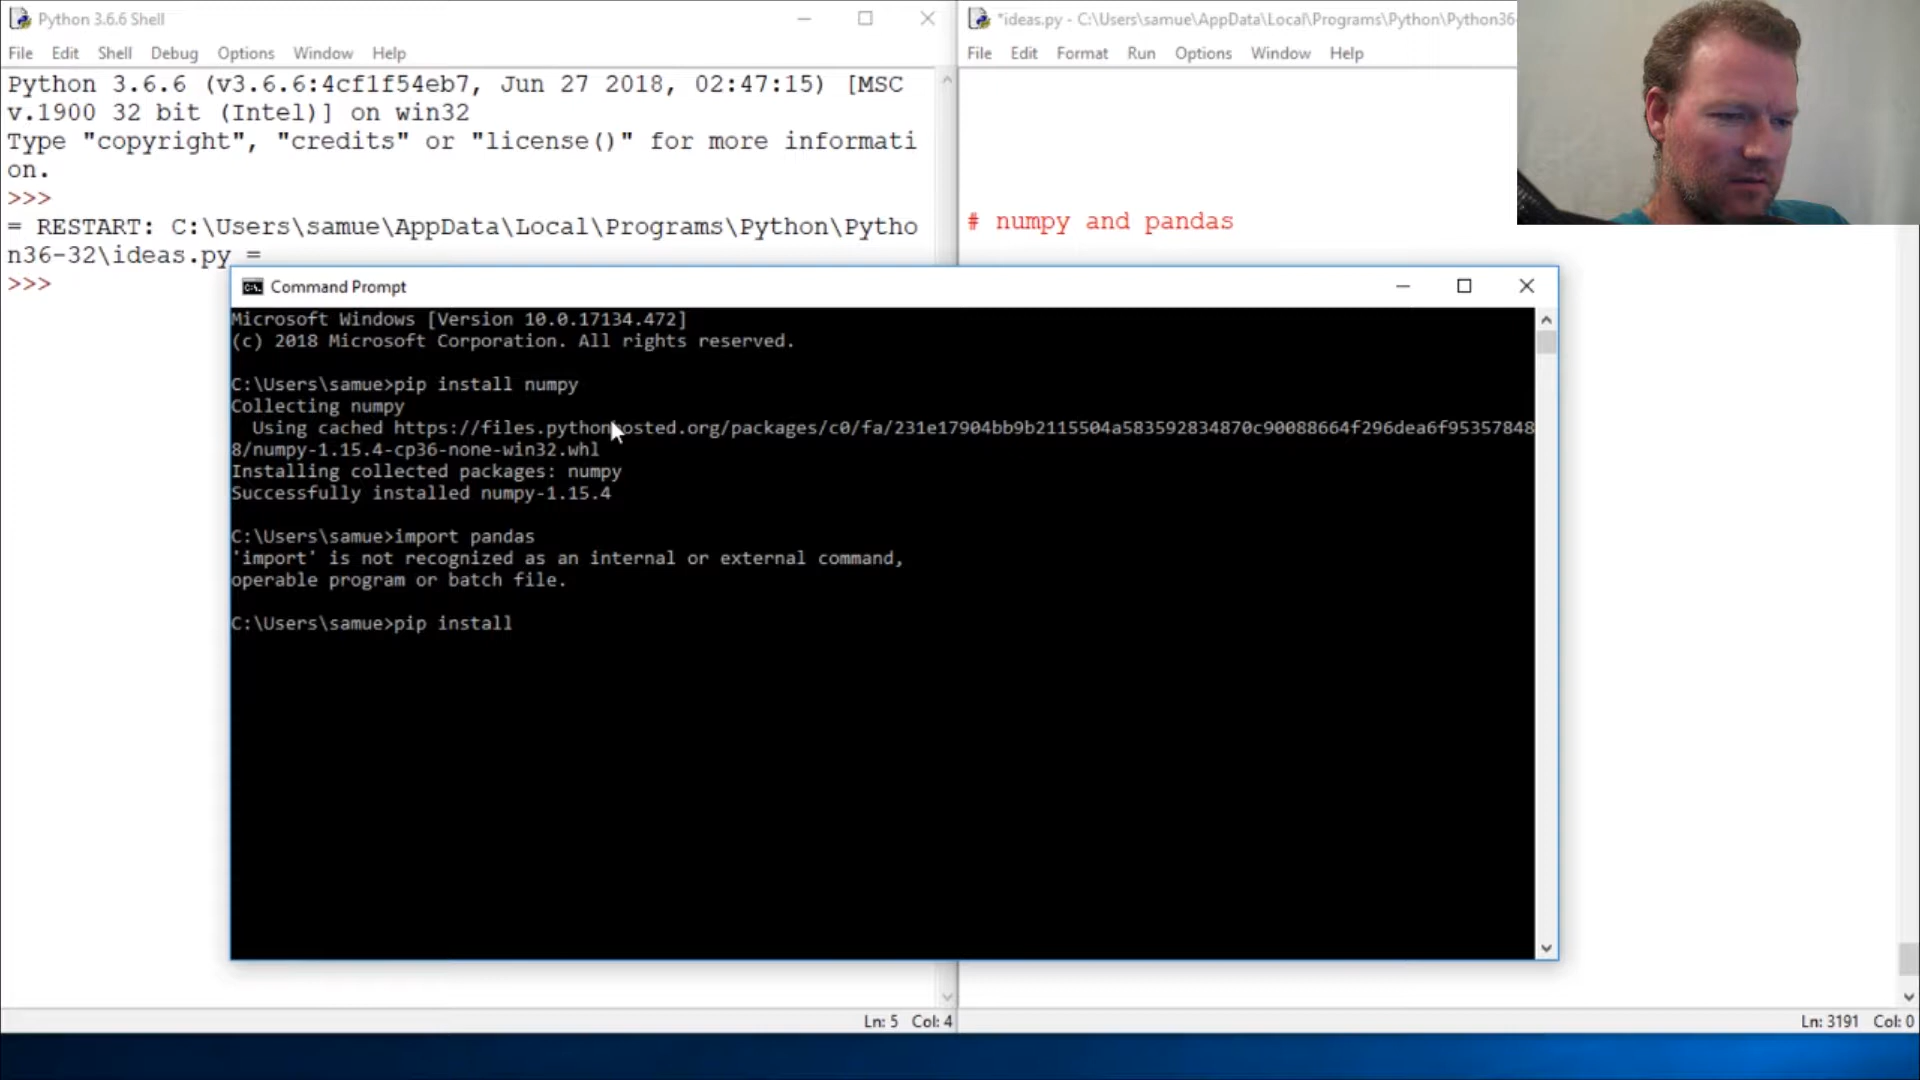 Python 3.6.6 Shell
File Edit Shell Debug Options Window Help
Python 3.6.6 (v3.6.6:4cf1f54eb7, Jun 27 2018, 02:47:15) [MSC
v.1900 32 bit (Intel)] on win32
Type "copyright", "credits" or "license()" for more informati
on.
>>>
= RESTART: C:\Users\samue\AppData\Local\Programs\Python\Pytho
n36-32\ideas.py =
>>>
Ln: 5 Col: 4
*ideas.py - C:\Users\samue\AppData\Local\Programs\Python\Python36-
File Edit Format Run Options Window Help
# numpy and pandas
Ln: 3191 Col: 0
Command Prompt
Microsoft Windows [Version 10.0.17134.472]
(c) 2018 Microsoft Corporation. All rights reserved.
C:\Users\samue>pip install numpy
Collecting numpy
Using cached https://files.pythonhosted.org/packages/c0/fa/231e17904bb9b2115504a583592834870c90088664f296dea6f95357848
8/numpy-1.15.4-cp36-none-win32.whl
Installing collected packages: numpy
Successfully installed numpy-1.15.4
C:\Users\samue>import pandas
'import' is not recognized as an internal or external command,
operable program or batch file.
C:\Users\samue>pip install